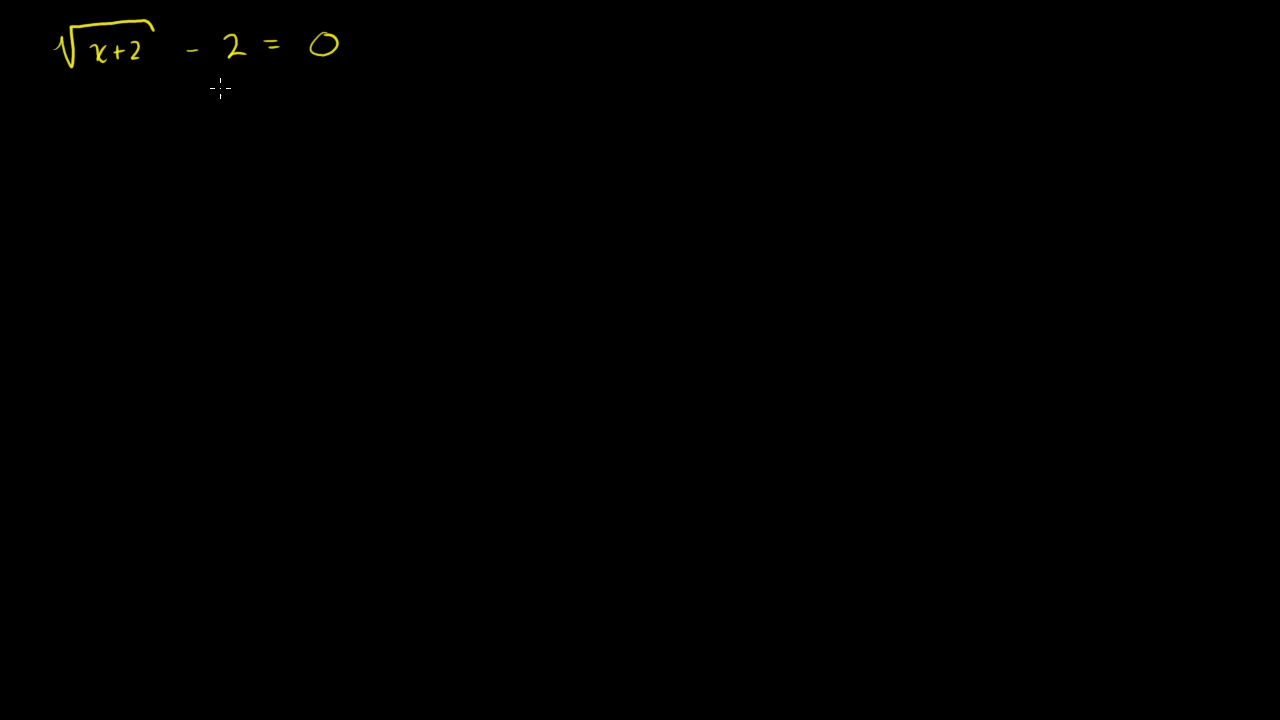 √(x+2) - 2 = 0